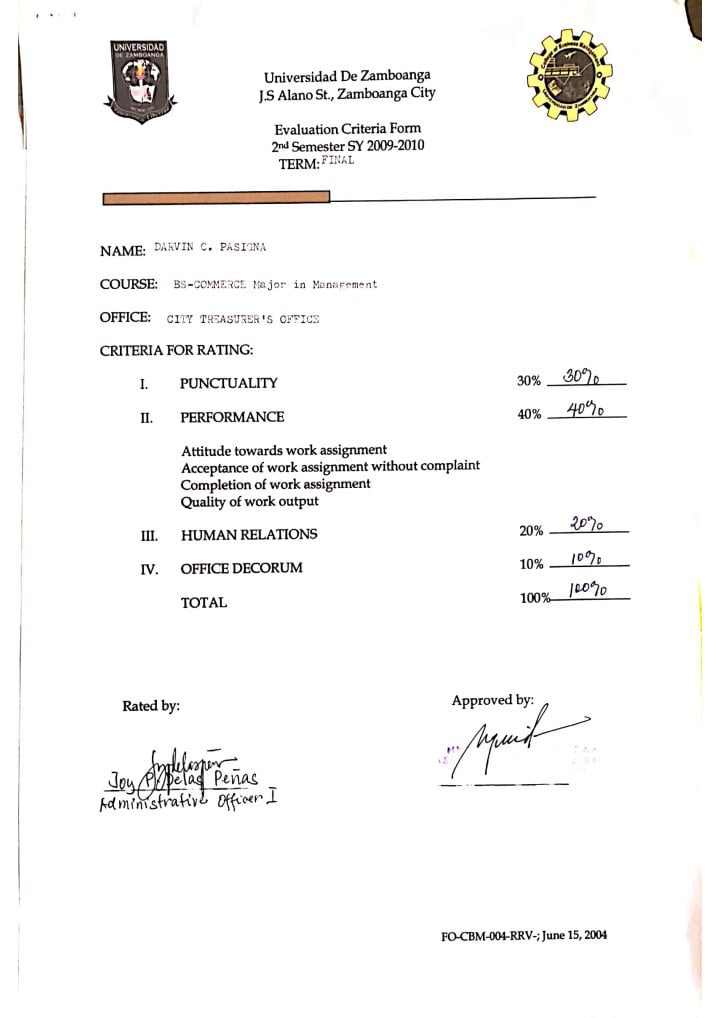 UNIVERSIDAD
DE ZAMBOANGA
Universidad De Zamboanga
J.S Alano St., Zamboanga City
Evaluation Criteria Form
2nd Semester SY 2009-2010
TERM: FINAL
NAME: DARVIN C. PASIONA
COURSE: BS-COMMERCE Major in Management
OFFICE: CITY TREASURER'S OFFICE
CRITERIA FOR RATING:
I. PUNCTUALITY 30% 30%
II. PERFORMANCE 40% 40%
Attitude towards work assignment
Acceptance of work assignment without complaint
Completion of work assignment
Quality of work output
III. HUMAN RELATIONS 20% 20%
IV. OFFICE DECORUM 10% 10%
TOTAL 100% 100%
Rated by:
Approved by:
Joy P. Delas Peñas
Administrative Officer I
FO-CBM-004-RRV-; June 15, 2004